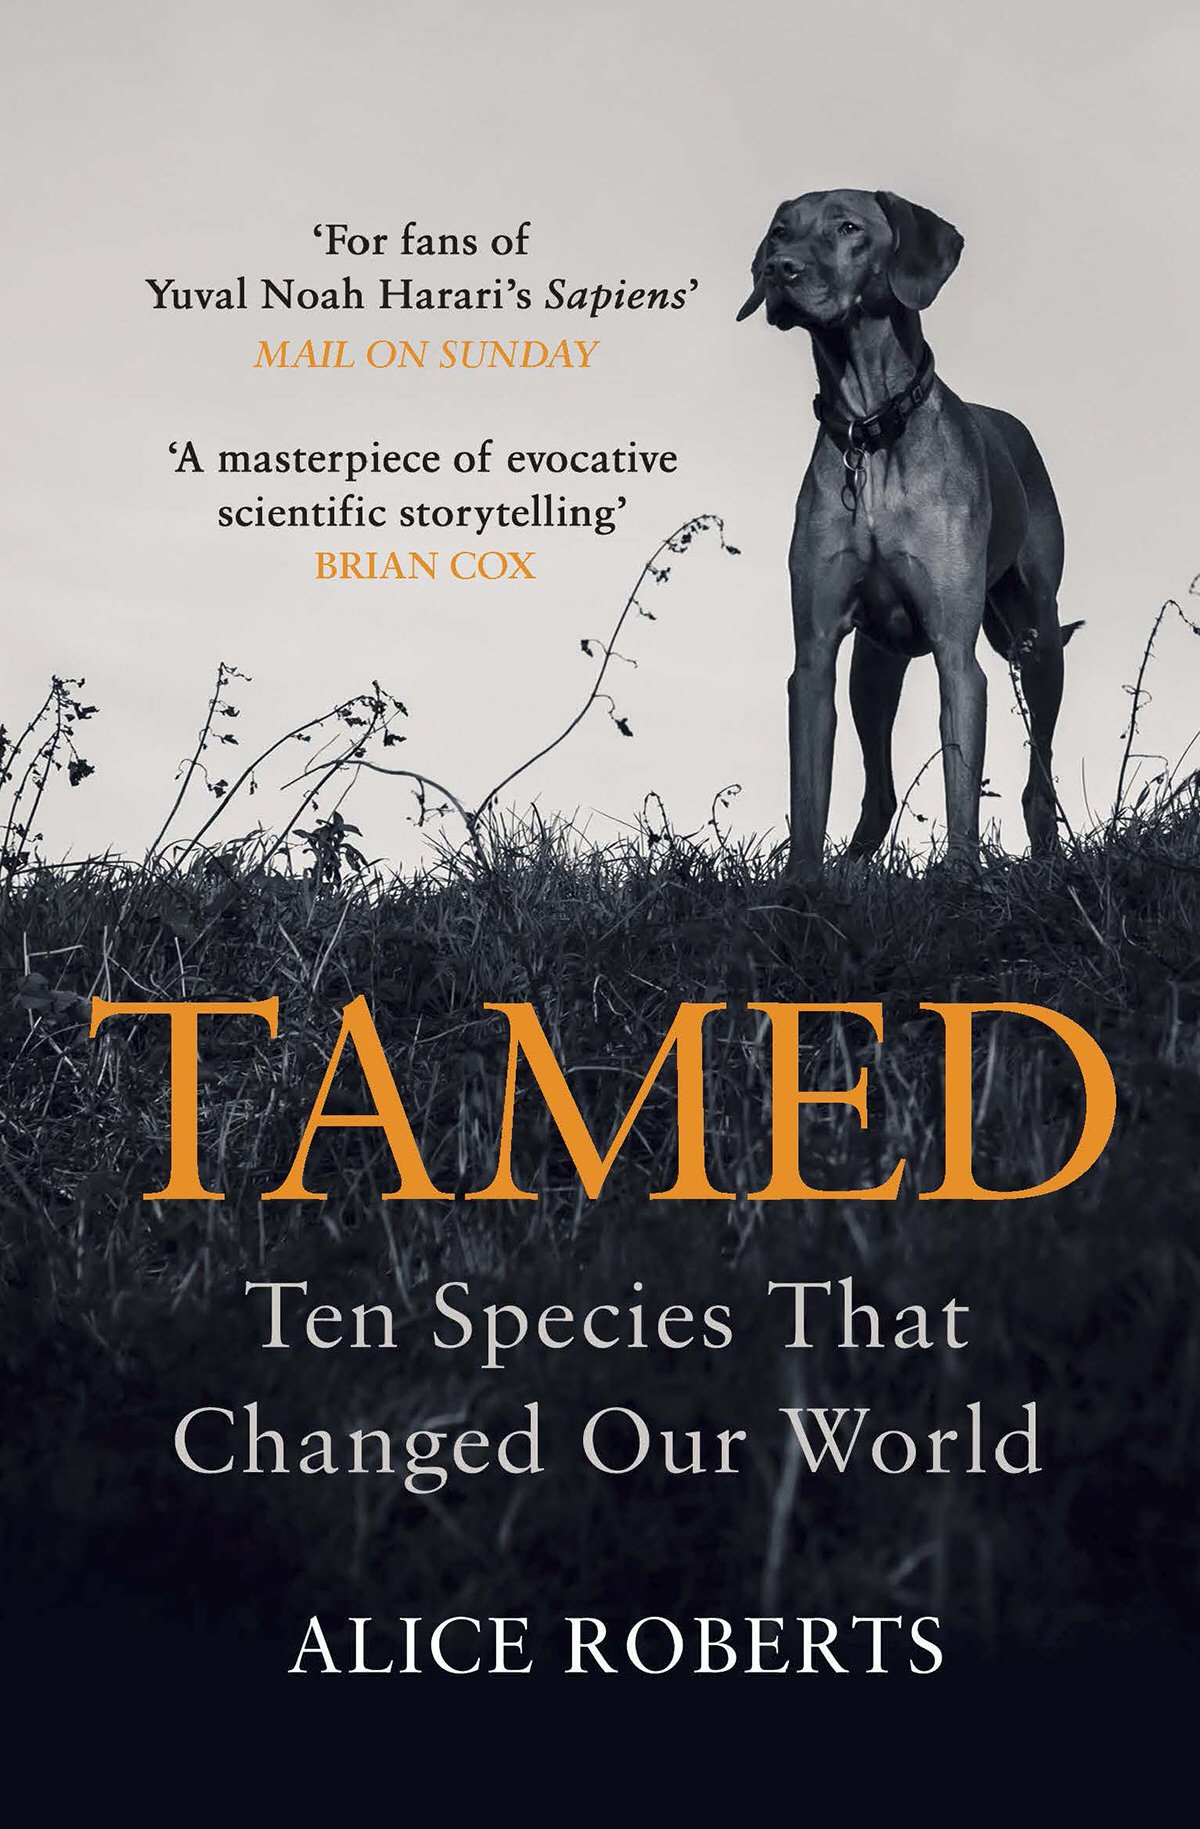 ‘For fans of
Yuval Noah Harari’s Sapiens’
MAIL ON SUNDAY
‘A masterpiece of evocative
scientific storytelling’
BRIAN COX
TAMED
Ten Species That
Changed Our World
ALICE ROBERTS